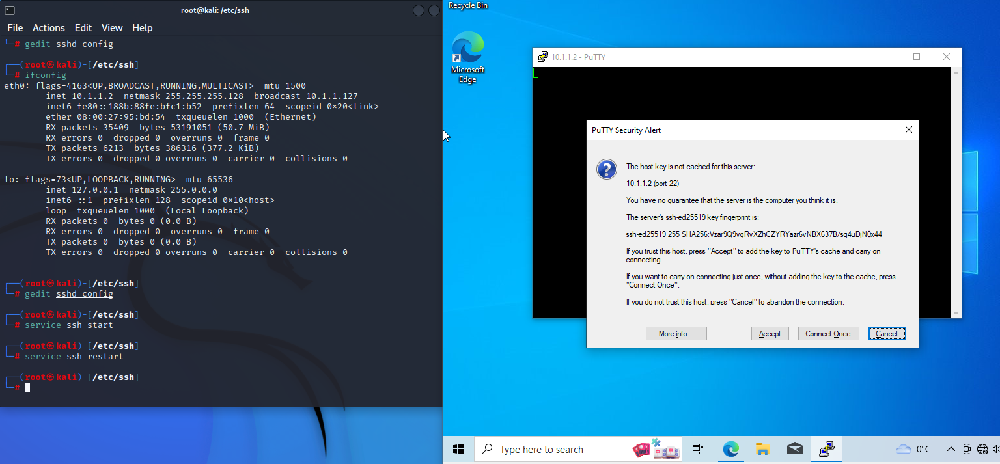 root@kali: /etc/ssh
File Actions Edit View Help
└─# gedit sshd_config
┌──(root㉿kali)-[/etc/ssh]
└─# ifconfig
eth0: flags=4163<UP,BROADCAST,RUNNING,MULTICAST>  mtu 1500
inet 10.1.1.2  netmask 255.255.255.128  broadcast 10.1.1.127
inet6 fe80::188b:88fe:bfc1:b52  prefixlen 64  scopeid 0×20<link>
ether 08:00:27:95:bd:54  txqueuelen 1000  (Ethernet)
RX packets 35409  bytes 53191051 (50.7 MiB)
RX errors 0  dropped 0  overruns 0  frame 0
TX packets 6213  bytes 386316 (377.2 KiB)
TX errors 0  dropped 0 overruns 0  carrier 0  collisions 0
lo: flags=73<UP,LOOPBACK,RUNNING>  mtu 65536
inet 127.0.0.1  netmask 255.0.0.0
inet6 ::1  prefixlen 128  scopeid 0×10<host>
loop  txqueuelen 1000  (Local Loopback)
RX packets 0  bytes 0 (0.0 B)
RX errors 0  dropped 0  overruns 0  frame 0
TX packets 0  bytes 0 (0.0 B)
TX errors 0  dropped 0 overruns 0  carrier 0  collisions 0
┌──(root㉿kali)-[/etc/ssh]
└─# gedit sshd_config
┌──(root㉿kali)-[/etc/ssh]
└─# service ssh start
┌──(root㉿kali)-[/etc/ssh]
└─# service ssh restart
┌──(root㉿kali)-[/etc/ssh]
└─#
Recycle Bin
Microsoft
Edge
10.1.1.2 - PuTTY
PuTTY Security Alert
The host key is not cached for this server:
10.1.1.2 (port 22)
You have no guarantee that the server is the computer you think it is.
The server's ssh-ed25519 key fingerprint is:
ssh-ed25519 255 SHA256:Vzar9Q9vgRvXZhCZYRYazr6vNBX637B/sq4uDjN0x44
If you trust this host, press "Accept" to add the key to PuTTY's cache and carry on
connecting.
If you want to carry on connecting just once, without adding the key to the cache, press
"Connect Once".
If you do not trust this host, press "Cancel" to abandon the connection.
More info...
Accept
Connect Once
Cancel
Type here to search
0°C